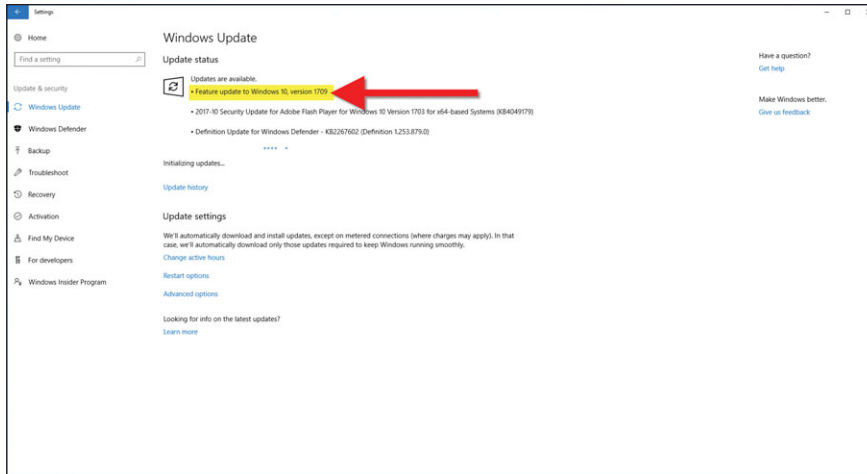 Settings
Home
Find a setting
Update & security
Windows Update
Windows Defender
Backup
Troubleshoot
Recovery
Activation
Find My Device
For developers
Windows Insider Program
Windows Update
Update status
Updates are available.
• Feature update to Windows 10, version 1709
• 2017-10 Security Update for Adobe Flash Player for Windows 10 Version 1703 for x64-based Systems (KB4049179)
• Definition Update for Windows Defender - KB2267602 (Definition 1.253.879.0)
Initializing updates...
Update history
Update settings
We'll automatically download and install updates, except on metered connections (where charges may apply). In that
case, we'll automatically download only those updates required to keep Windows running smoothly.
Change active hours
Restart options
Advanced options
Looking for info on the latest updates?
Learn more
Have a question?
Get help
Make Windows better.
Give us feedback